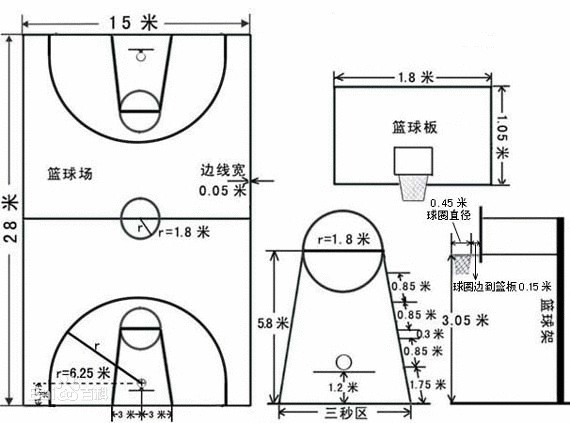 15 米
28 米
篮球场
边线宽
0.05 米
r
r=1.8 米
r
r=6.25 米
3 米
3 米
百科
1.8 米
1.05 米
篮球板
0.45 米
球圈直径
球圈边到篮板0.15米
3.05 米
篮球架
r=1.8 米
5.8米
0.85 米
0.85 米
0.3米
0.85 米
1.75 米
1.2 米
三秒区